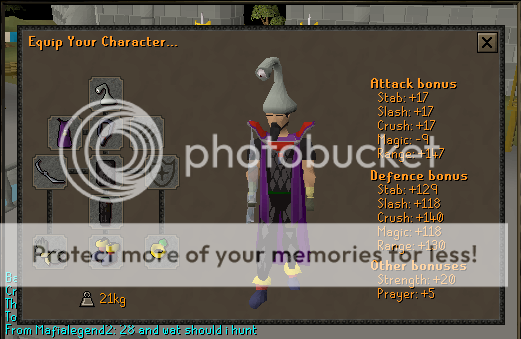 Equip Your Character...
Attack bonus
Stab: +17
Slash: +17
Crush: +17
Magic: -9
Range: +147
photobucket
Defence bonus
Stab: +129
Slash: +118
Crush: +140
Magic: +118
Range: +130
Protect more of your memories for less!
Other bonuses
Strength: +20
Prayer: +5
21kg
From Mafialegend2: 28 and wat should i hunt